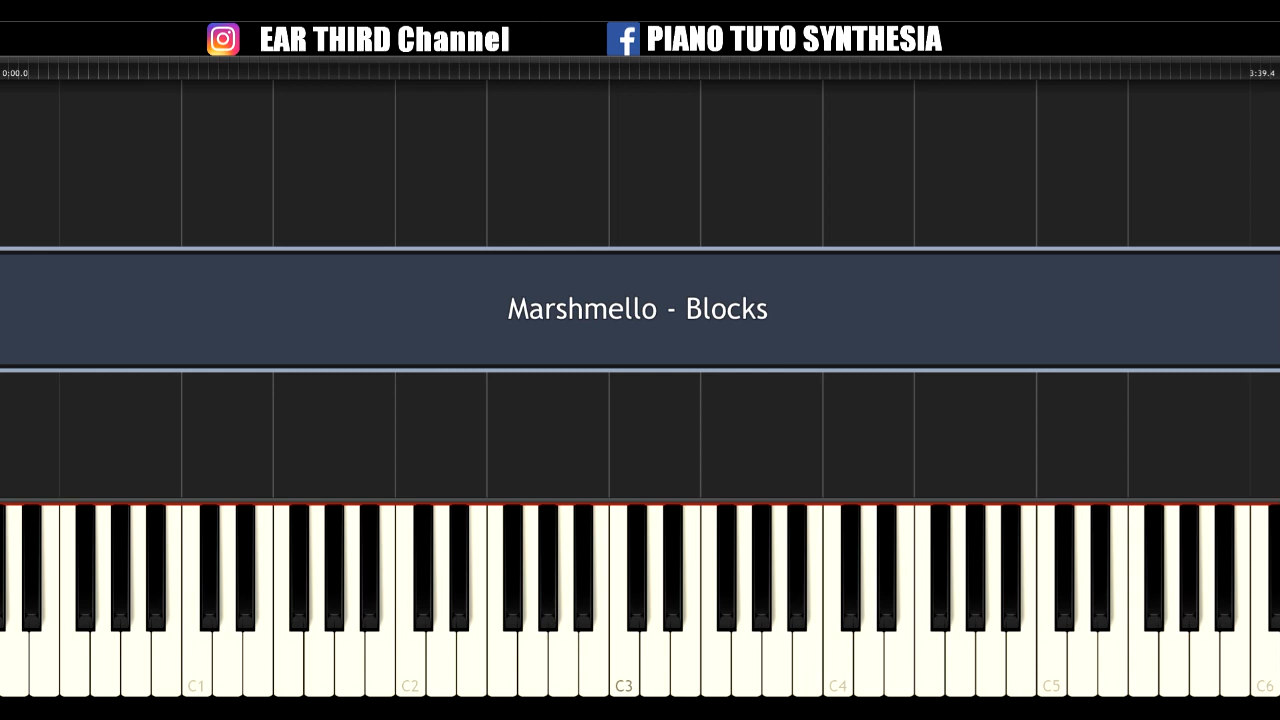 EAR THIRD Channel PIANO TUTO SYNTHESIA
0:00.0 3:39.4
Marshmello - Blocks
C1 C2 C3 C4 C5 C6